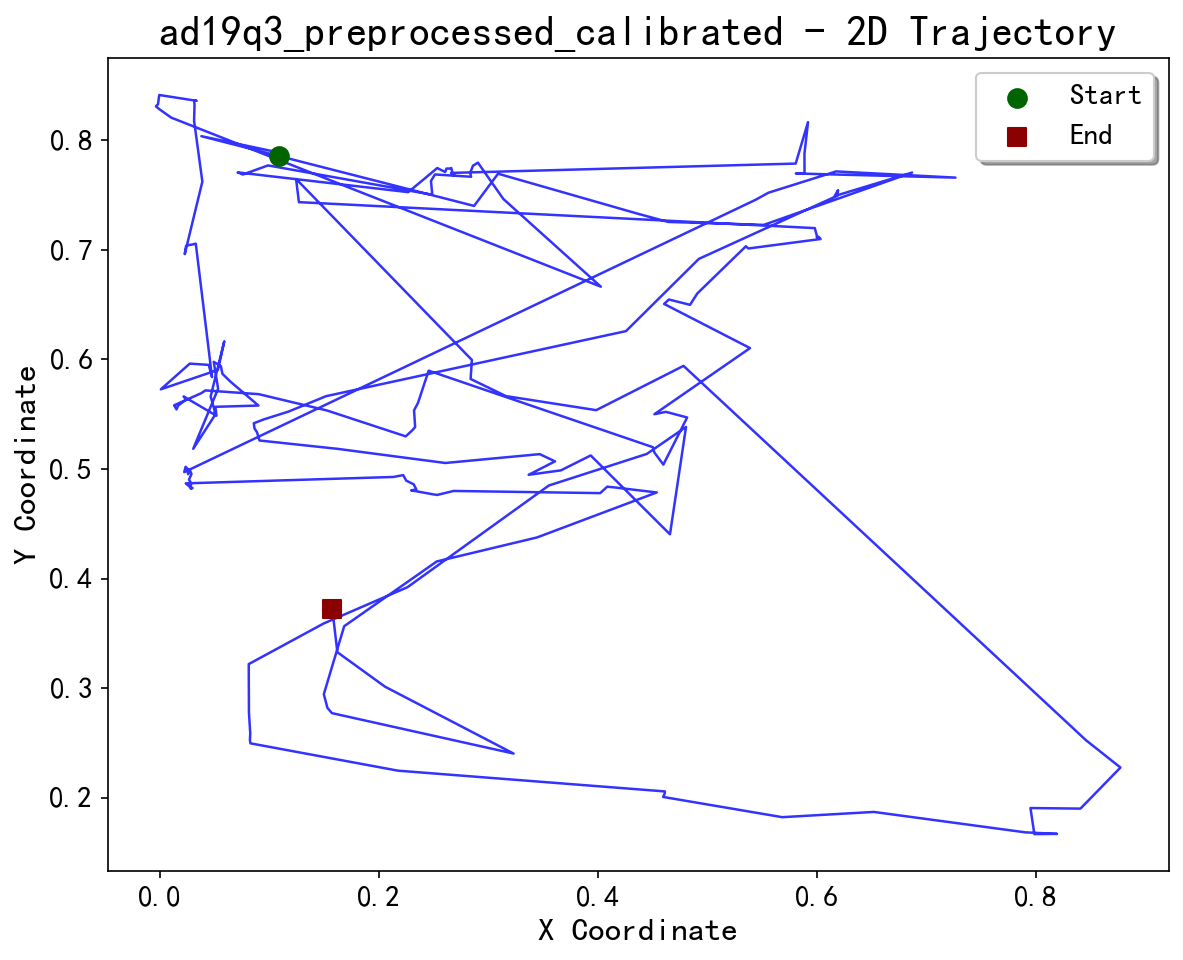 ad19q3_preprocessed_calibrated - 2D Trajectory
Start
End
Y Coordinate
0.8
0.7
0.6
0.5
0.4
0.3
0.2
0.0 0.2 0.4 0.6 0.8
X Coordinate